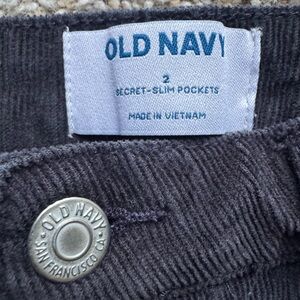 OLD NAVY
2
SECRET-SLIM POCKETS
MADE IN VIETNAM
OLD NAVY
SAN FRANCISCO CA